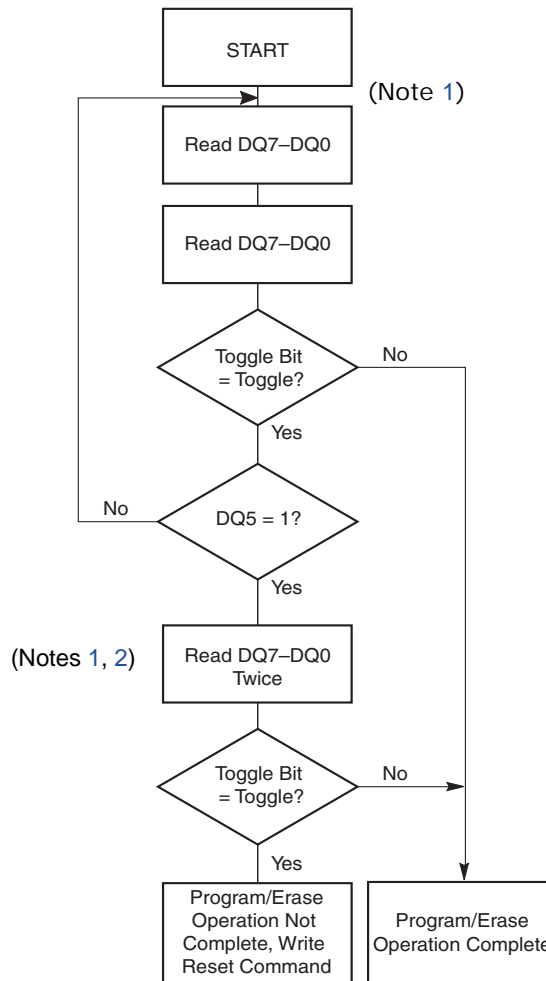 START
(Note 1)
Read DQ7–DQ0
Read DQ7–DQ0
Toggle Bit
= Toggle?
No
Yes
No
DQ5 = 1?
Yes
(Notes 1, 2)
Read DQ7–DQ0
Twice
Toggle Bit
= Toggle?
No
Yes
Program/Erase
Operation Not
Complete, Write
Reset Command
Program/Erase
Operation Complete